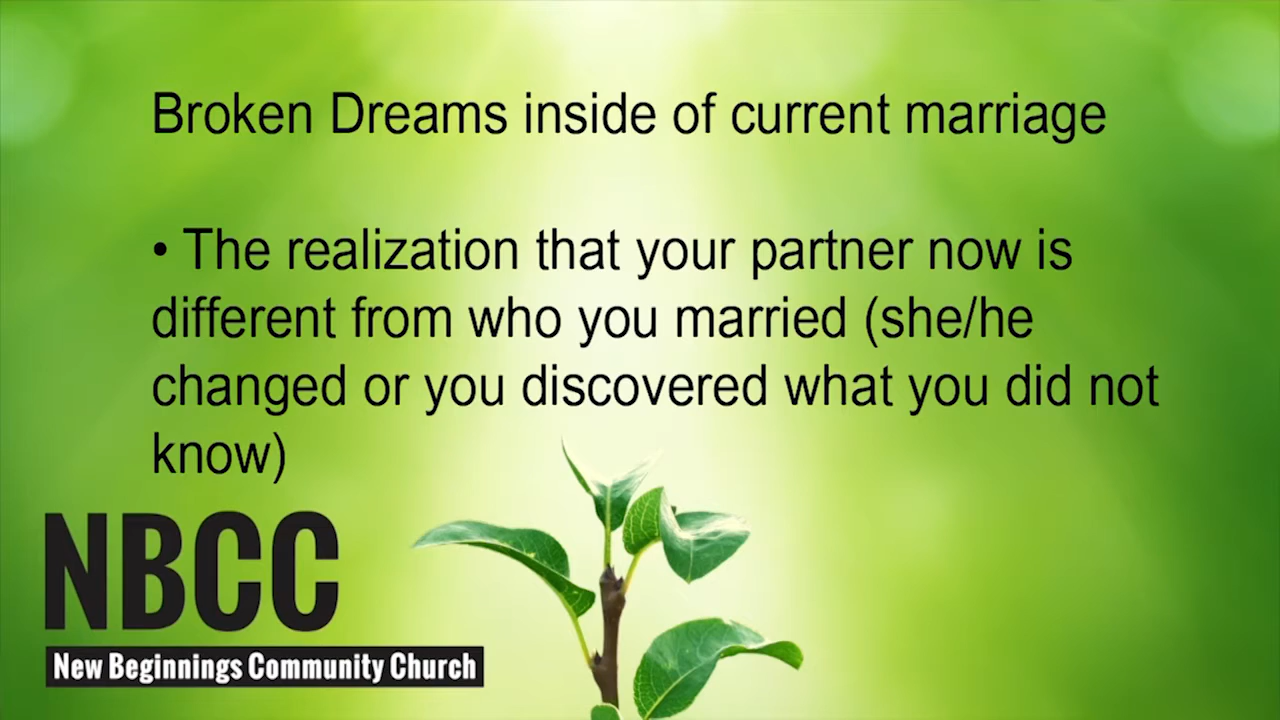 Broken Dreams inside of current marriage
• The realization that your partner now is
different from who you married (she/he
changed or you discovered what you did not
know)
NBCC
New Beginnings Community Church